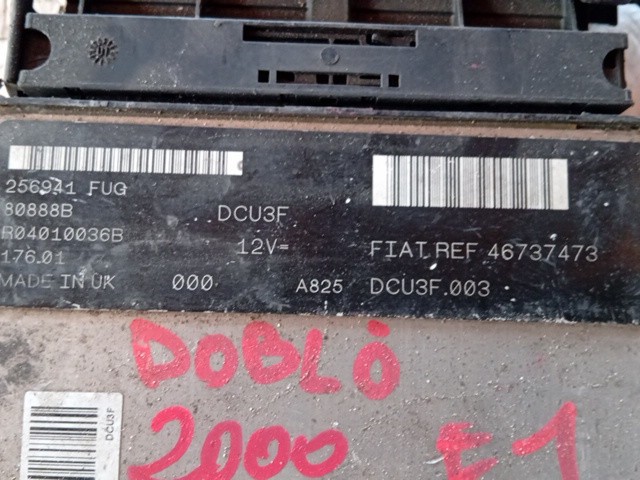 256941 FUG
80888B
R04010036B
176.01
MADE IN UK
000
DCU3F
12V=
A825
FIAT.REF 46737473
DCU3F.003
DOBLÒ
2000
E1
DCU3F